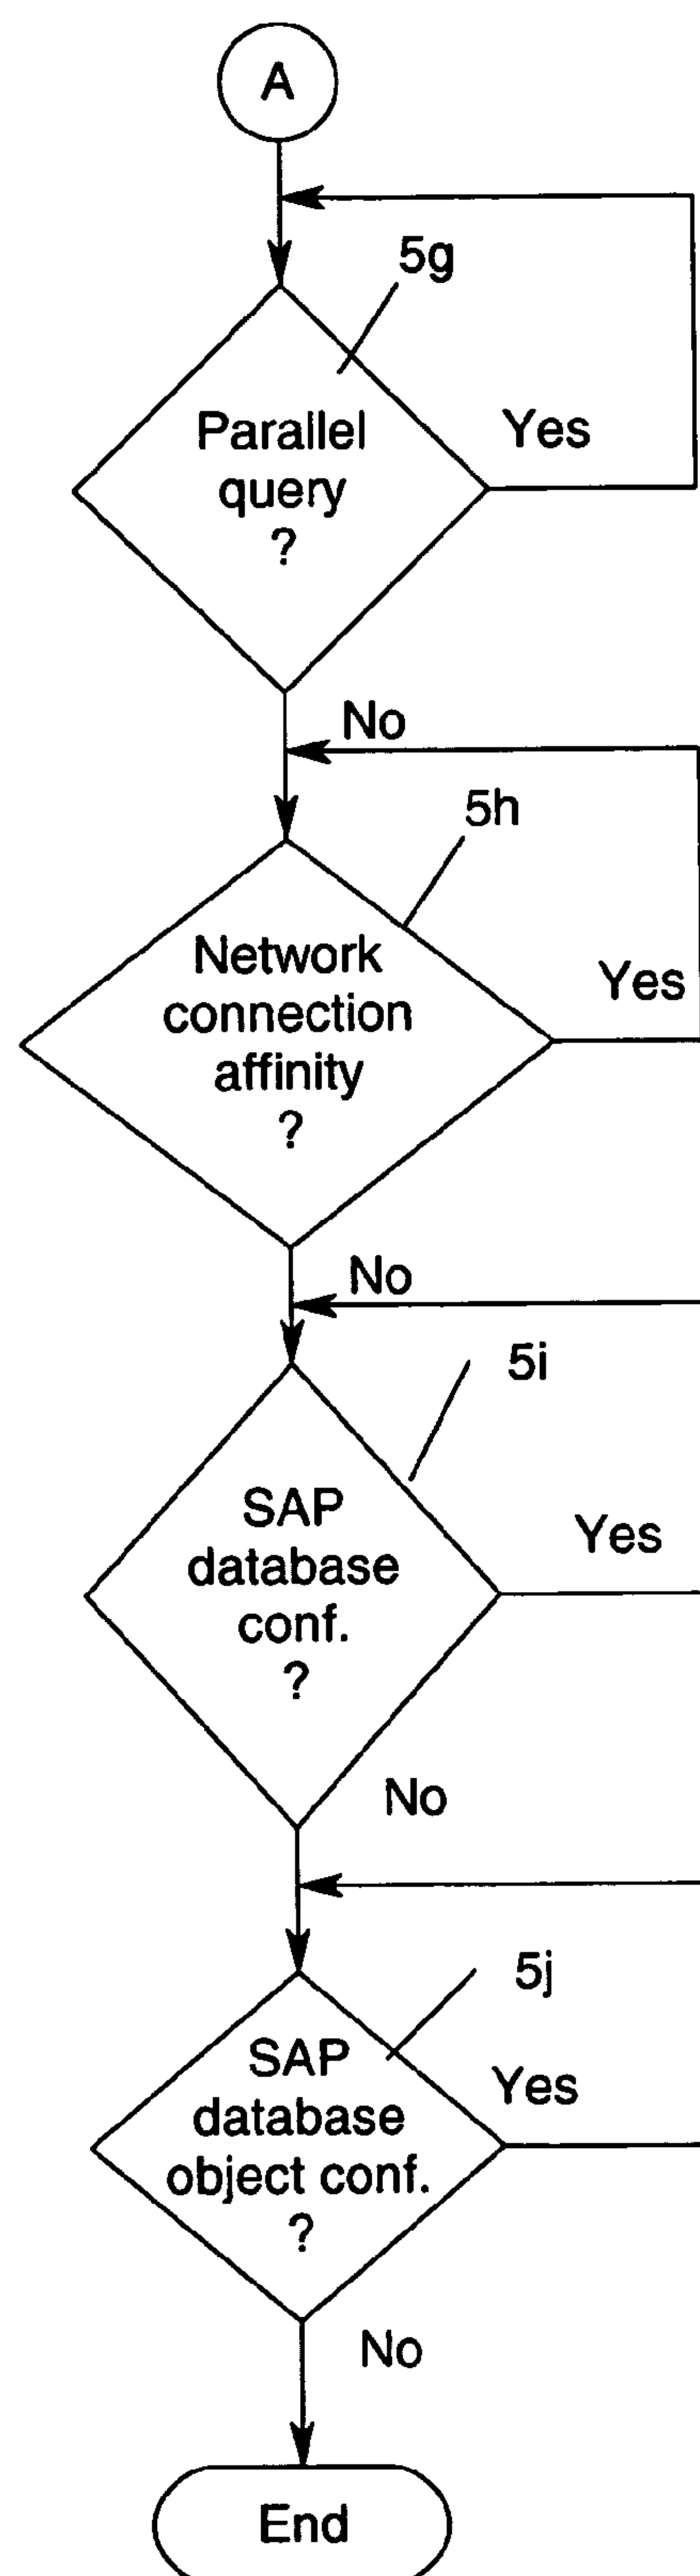 A
5g
Parallel
query
?
Yes
No
5h
Network
connection
affinity
?
Yes
No
5i
SAP
database
conf.
?
Yes
No
5j
SAP
database
object conf.
?
Yes
No
End